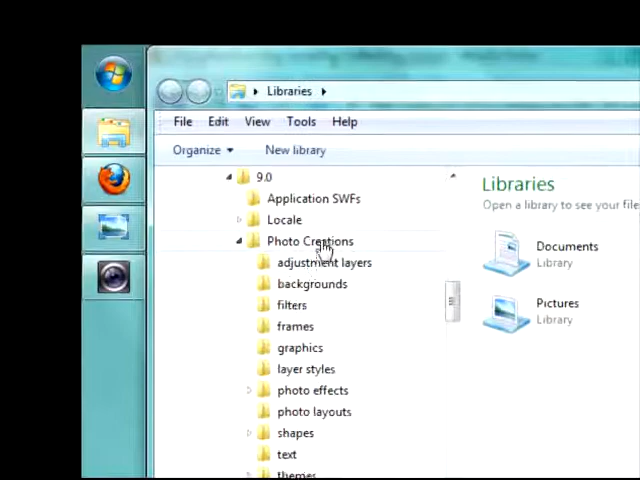 Libraries
File Edit View Tools Help
Organize New library
9.0
Application SWFs
Locale
Photo Creations
adjustment layers
backgrounds
filters
frames
graphics
layer styles
photo effects
photo layouts
shapes
text
themes
Libraries
Open a library to see your file
Documents
Library
Pictures
Library